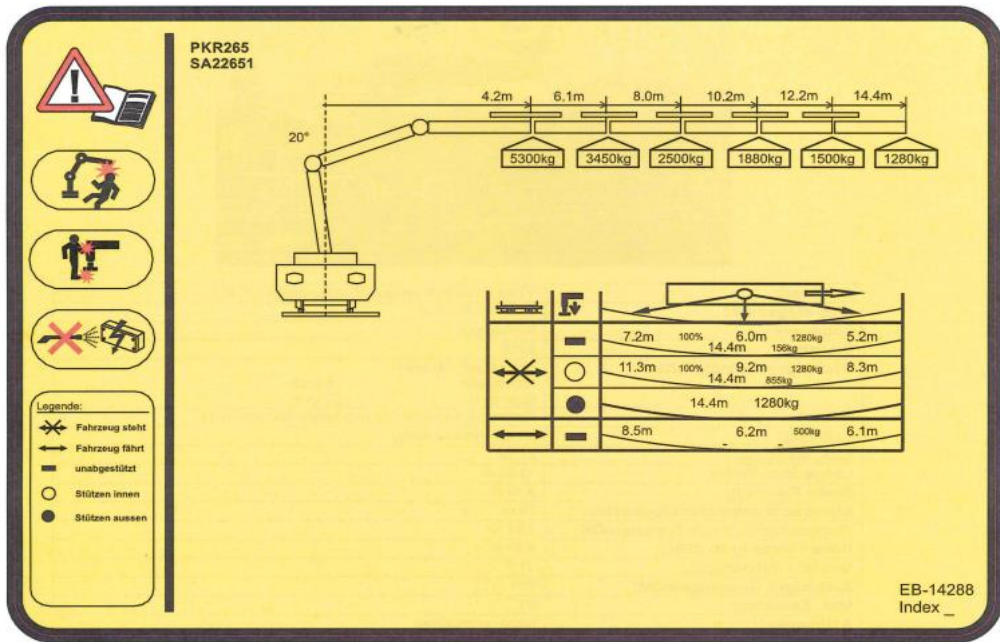 PKR265
SA22651
4.2m 6.1m 8.0m 10.2m 12.2m 14.4m
20°
5300kg 3450kg 2500kg 1880kg 1500kg 1280kg
7.2m 100% 6.0m 1280kg 5.2m
14.4m 156kg
11.3m 100% 9.2m 1280kg 8.3m
14.4m 855kg
14.4m 1280kg
8.5m 6.2m 500kg 6.1m
- -
Legende:
Fahrzeug steht
Fahrzeug fährt
unabgestützt
Stützen innen
Stützen aussen
EB-14288
Index _